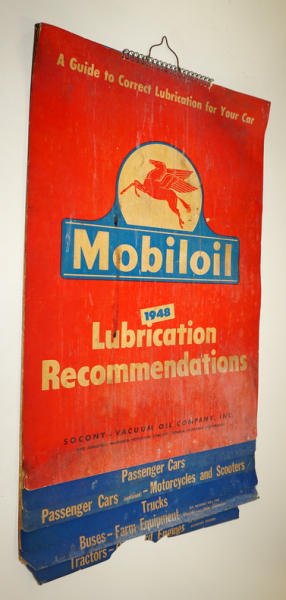 A Guide to Correct Lubrication for Your Car
Mobiloil
1948
Lubrication
Recommendations
SOCONY-VACUUM OIL COMPANY, INC.
Passenger Cars
Passenger Cars - Motorcycles and Scooters
Trucks
Buses - Farm Equipment
Tractors - Engines